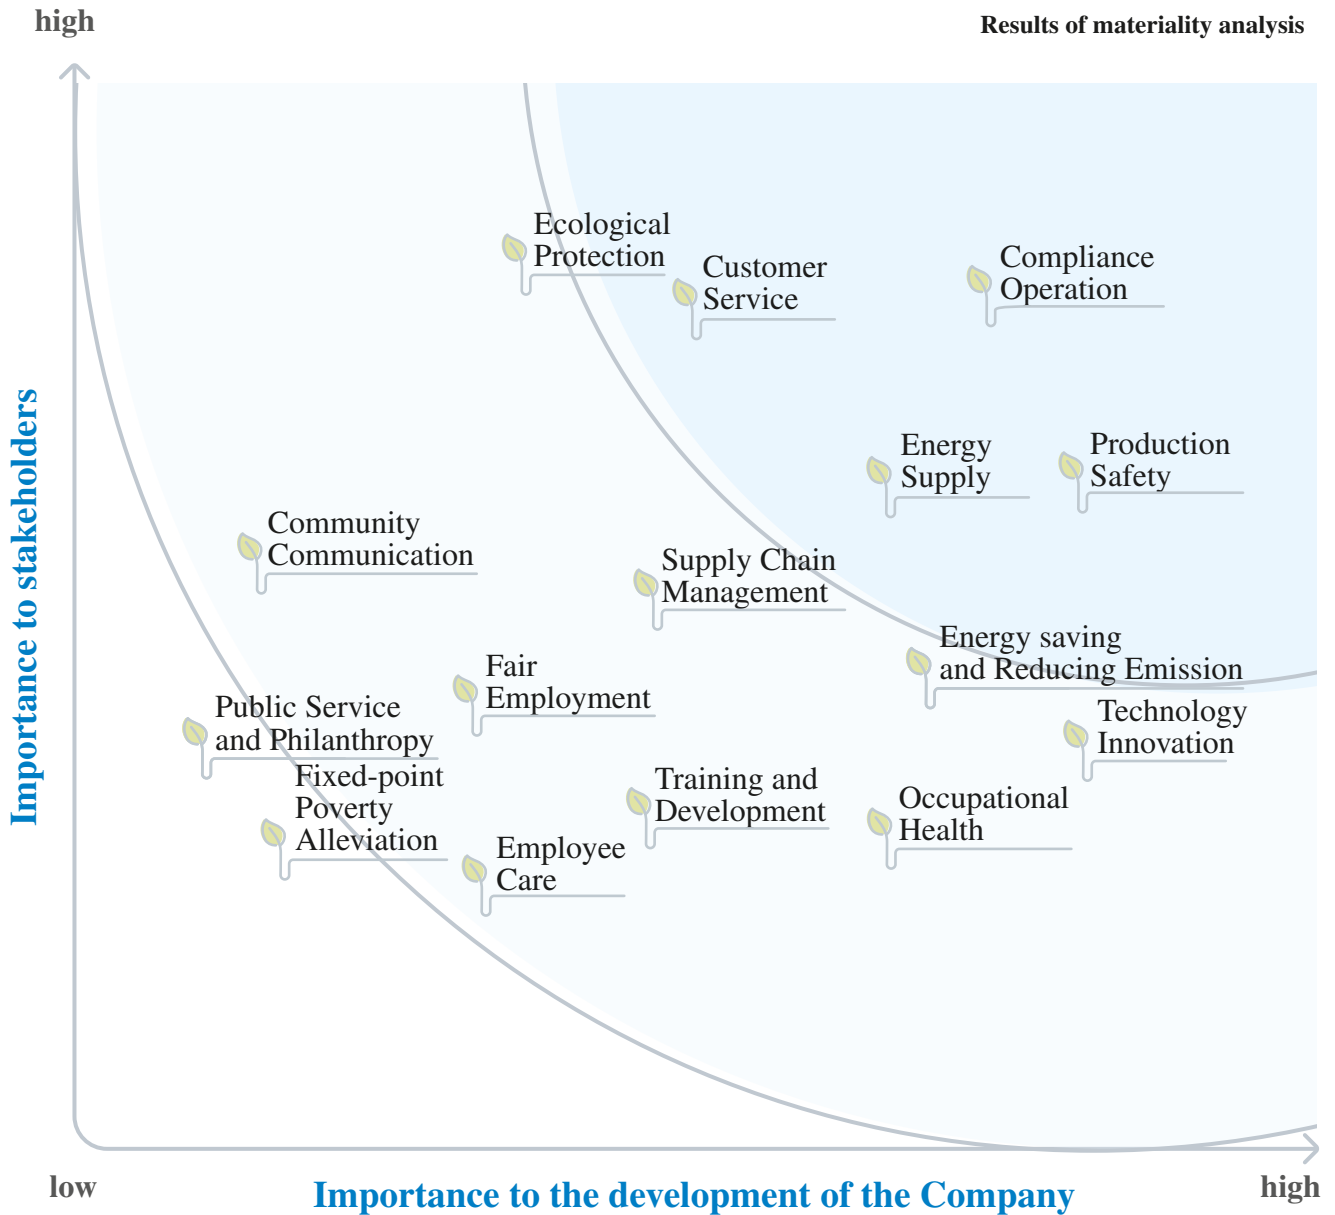 high
Results of materiality analysis
Importance to stakeholders
Ecological
Protection
Customer
Service
Compliance
Operation
Energy
Supply
Production
Safety
Community
Communication
Supply Chain
Management
Energy saving
and Reducing Emission
Fair
Employment
Public Service
and Philanthropy
Technology
Innovation
Fixed-point
Poverty
Alleviation
Training and
Development
Occupational
Health
Employee
Care
low
Importance to the development of the Company
high